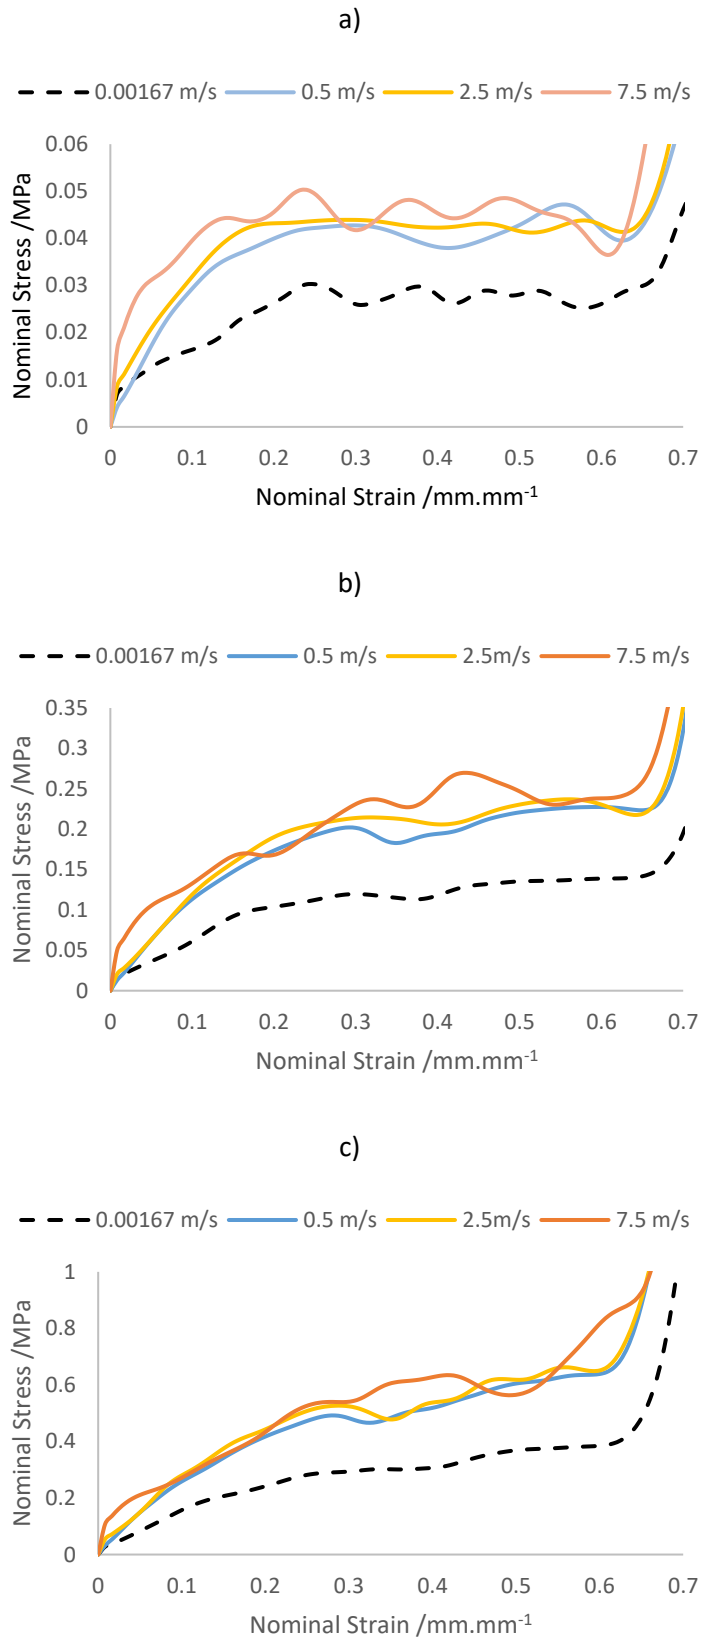 a)
0.00167 m/s 0.5 m/s 2.5 m/s 7.5 m/s
0.06
0.05
0.04
0.03
0.02
0.01
0
Nominal Stress /MPa
0 0.1 0.2 0.3 0.4 0.5 0.6 0.7
Nominal Strain /mm.mm⁻¹
b)
0.00167 m/s 0.5 m/s 2.5m/s 7.5 m/s
0.35
0.3
0.25
0.2
0.15
0.1
0.05
0
Nominal Stress /MPa
0 0.1 0.2 0.3 0.4 0.5 0.6 0.7
Nominal Strain /mm.mm⁻¹
c)
0.00167 m/s 0.5 m/s 2.5m/s 7.5 m/s
1
0.8
0.6
0.4
0.2
0
Nominal Stress /MPa
0 0.1 0.2 0.3 0.4 0.5 0.6 0.7
Nominal Strain /mm.mm⁻¹